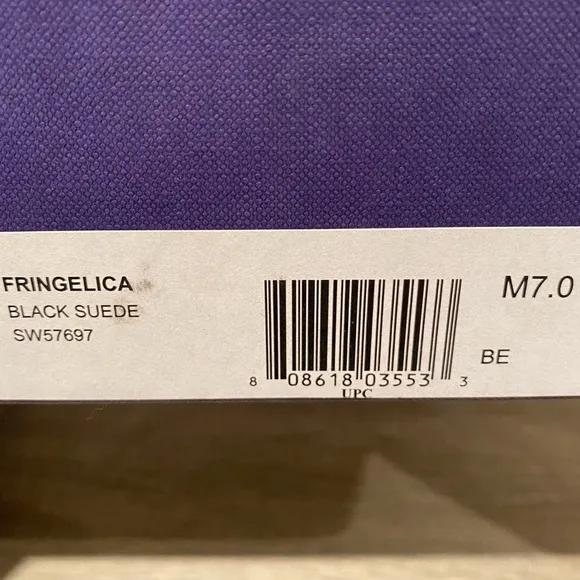 FRINGELICA
BLACK SUEDE
SW57697
M7.0
BE
8 08618 03553 3
UPC